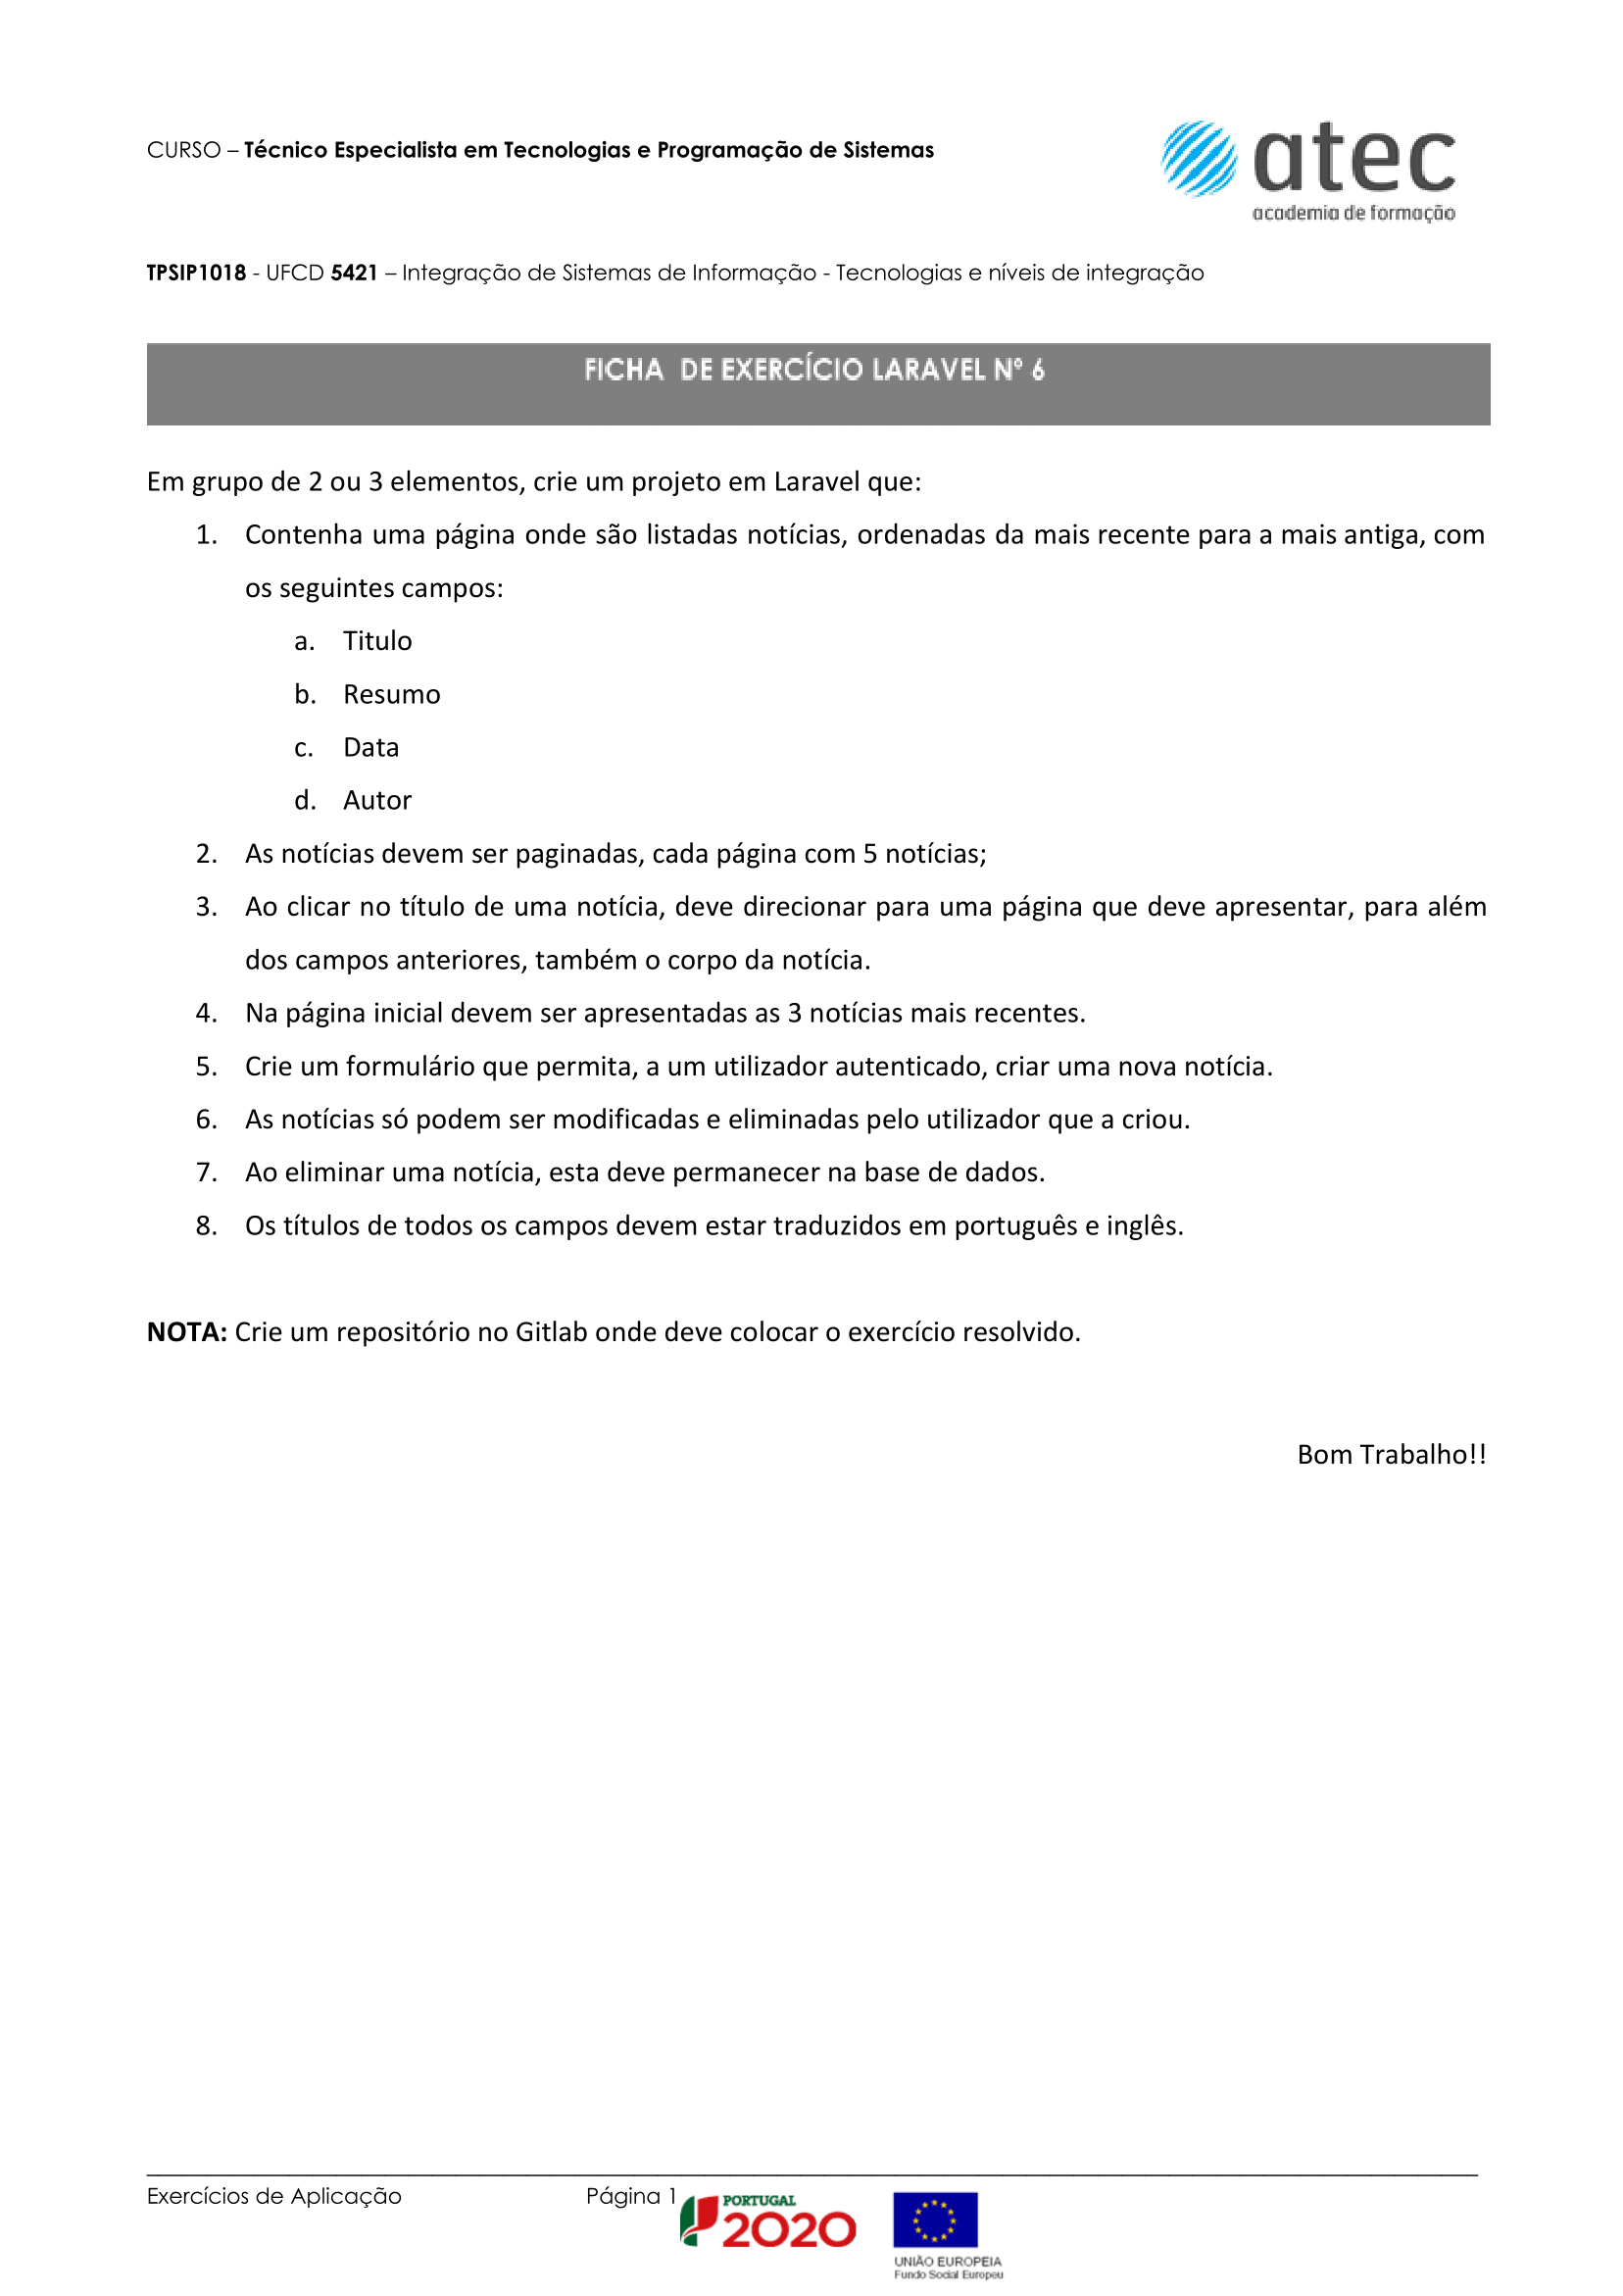 CURSO – Técnico Especialista em Tecnologias e Programação de Sistemas
atec
academia de formação
TPSIP1018 - UFCD 5421 – Integração de Sistemas de Informação - Tecnologias e níveis de integração
FICHA DE EXERCÍCIO LARAVEL Nº 6
Em grupo de 2 ou 3 elementos, crie um projeto em Laravel que:
1. Contenha uma página onde são listadas notícias, ordenadas da mais recente para a mais antiga, com
os seguintes campos:
a. Titulo
b. Resumo
c. Data
d. Autor
2. As notícias devem ser paginadas, cada página com 5 notícias;
3. Ao clicar no título de uma notícia, deve direcionar para uma página que deve apresentar, para além
dos campos anteriores, também o corpo da notícia.
4. Na página inicial devem ser apresentadas as 3 notícias mais recentes.
5. Crie um formulário que permita, a um utilizador autenticado, criar uma nova notícia.
6. As notícias só podem ser modificadas e eliminadas pelo utilizador que a criou.
7. Ao eliminar uma notícia, esta deve permanecer na base de dados.
8. Os títulos de todos os campos devem estar traduzidos em português e inglês.
NOTA: Crie um repositório no Gitlab onde deve colocar o exercício resolvido.
Bom Trabalho!!
Exercícios de Aplicação Página 1
PORTUGAL
2020
UNIÃO EUROPEIA
Fundo Social Europeu